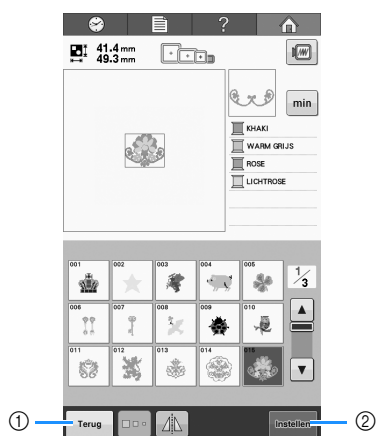 ?
41.4 mm
49.3 mm
min
KHAKI
WARM GRIJS
ROSE
LICHTROSE
001 002 003 004 005
1/3
006 007 008 009 010
011 012 013 014 015
① Terug Instellen ②